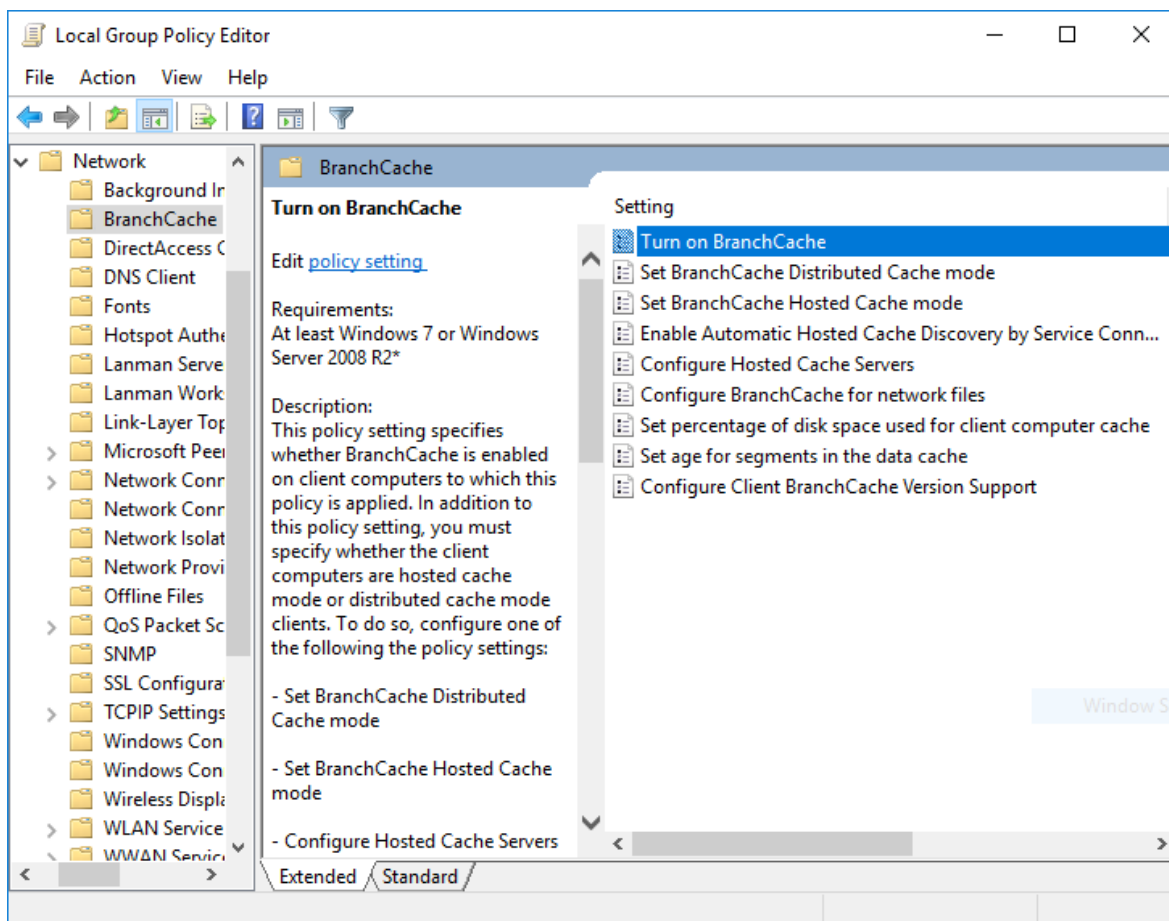 Local Group Policy Editor
File Action View Help
Network
Background In
BranchCache
DirectAccess C
DNS Client
Fonts
Hotspot Authe
Lanman Serve
Lanman Work
Link-Layer Top
Microsoft Peer
Network Conn
Network Conn
Network Isolat
Network Provi
Offline Files
QoS Packet Sc
SNMP
SSL Configurat
TCPIP Settings
Windows Con
Windows Con
Wireless Displa
WLAN Service
WWAN Service
BranchCache
Turn on BranchCache
Edit policy setting
Requirements:
At least Windows 7 or Windows
Server 2008 R2*
Description:
This policy setting specifies
whether BranchCache is enabled
on client computers to which this
policy is applied. In addition to
this policy setting, you must
specify whether the client
computers are hosted cache
mode or distributed cache mode
clients. To do so, configure one of
the following the policy settings:
- Set BranchCache Distributed
Cache mode
- Set BranchCache Hosted Cache
mode
- Configure Hosted Cache Servers
Setting
Turn on BranchCache
Set BranchCache Distributed Cache mode
Set BranchCache Hosted Cache mode
Enable Automatic Hosted Cache Discovery by Service Conn...
Configure Hosted Cache Servers
Configure BranchCache for network files
Set percentage of disk space used for client computer cache
Set age for segments in the data cache
Configure Client BranchCache Version Support
Window S
Extended Standard